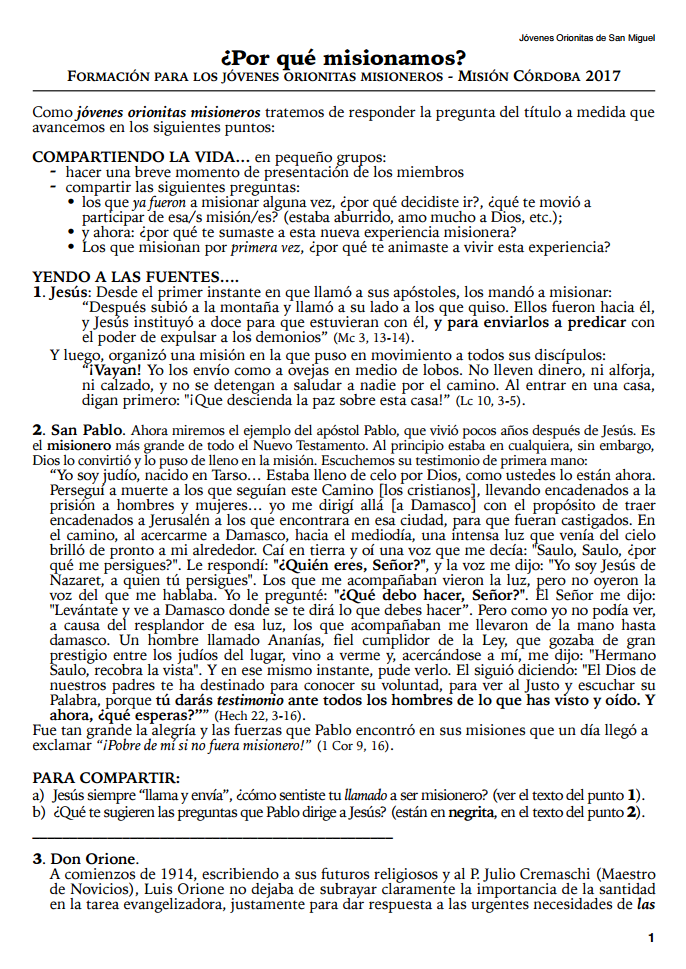 Jóvenes Orionitas de San Miguel
¿Por qué misionamos?
FORMACIÓN PARA LOS JÓVENES ORIONITAS MISIONEROS - MISIÓN CÓRDOBA 2017
Como jóvenes orionitas misioneros tratemos de responder la pregunta del título a medida que
avancemos en los siguientes puntos:
COMPARTIENDO LA VIDA… en pequeño grupos:
- hacer una breve momento de presentación de los miembros
- compartir las siguientes preguntas:
• los que ya fueron a misionar alguna vez, ¿por qué decidiste ir?, ¿qué te movió a
participar de esa/s misión/es? (estaba aburrido, amo mucho a Dios, etc.);
• y ahora: ¿por qué te sumaste a esta nueva experiencia misionera?
• Los que misionan por primera vez, ¿por qué te animaste a vivir esta experiencia?
YENDO A LAS FUENTES….
1. Jesús: Desde el primer instante en que llamó a sus apóstoles, los mandó a misionar:
“Después subió a la montaña y llamó a su lado a los que quiso. Ellos fueron hacia él,
y Jesús instituyó a doce para que estuvieran con él, y para enviarlos a predicar con
el poder de expulsar a los demonios” (Mc 3, 13-14).
Y luego, organizó una misión en la que puso en movimiento a todos sus discípulos:
“¡Vayan! Yo los envío como a ovejas en medio de lobos. No lleven dinero, ni alforja,
ni calzado, y no se detengan a saludar a nadie por el camino. Al entrar en una casa,
digan primero: "¡Que descienda la paz sobre esta casa!” (Lc 10, 3-5).
2. San Pablo. Ahora miremos el ejemplo del apóstol Pablo, que vivió pocos años después de Jesús. Es
el misionero más grande de todo el Nuevo Testamento. Al principio estaba en cualquiera, sin embargo,
Dios lo convirtió y lo puso de lleno en la misión. Escuchemos su testimonio de primera mano:
“Yo soy judío, nacido en Tarso… Estaba lleno de celo por Dios, como ustedes lo están ahora.
Perseguí a muerte a los que seguían este Camino [los cristianos], llevando encadenados a la
prisión a hombres y mujeres… yo me dirigí allá [a Damasco] con el propósito de traer
encadenados a Jerusalén a los que encontrara en esa ciudad, para que fueran castigados. En
el camino, al acercarme a Damasco, hacia el mediodía, una intensa luz que venía del cielo
brilló de pronto a mi alrededor. Caí en tierra y oí una voz que me decía: "Saulo, Saulo, ¿por
qué me persigues?". Le respondí: "¿Quién eres, Señor?", y la voz me dijo: "Yo soy Jesús de
Nazaret, a quien tú persigues". Los que me acompañaban vieron la luz, pero no oyeron la
voz del que me hablaba. Yo le pregunté: "¿Qué debo hacer, Señor?". El Señor me dijo:
"Levántate y ve a Damasco donde se te dirá lo que debes hacer”. Pero como yo no podía ver,
a causa del resplandor de esa luz, los que acompañaban me llevaron de la mano hasta
damasco. Un hombre llamado Ananías, fiel cumplidor de la Ley, que gozaba de gran
prestigio entre los judíos del lugar, vino a verme y, acercándose a mí, me dijo: "Hermano
Saulo, recobra la vista". Y en ese mismo instante, pude verlo. El siguió diciendo: "El Dios de
nuestros padres te ha destinado para conocer su voluntad, para ver al Justo y escuchar su
Palabra, porque tú darás testimonio ante todos los hombres de lo que has visto y oído. Y
ahora, ¿qué esperas?”” (Hech 22, 3-16).
Fue tan grande la alegría y las fuerzas que Pablo encontró en sus misiones que un día llegó a
exclamar “¡Pobre de mí si no fuera misionero!” (1 Cor 9, 16).
PARA COMPARTIR:
a) Jesús siempre “llama y envía”, ¿cómo sentiste tu llamado a ser misionero? (ver el texto del punto 1).
b) ¿Qué te sugieren las preguntas que Pablo dirige a Jesús? (están en negrita, en el texto del punto 2).
3. Don Orione.
A comienzos de 1914, escribiendo a sus futuros religiosos y al P. Julio Cremaschi (Maestro
de Novicios), Luis Orione no dejaba de subrayar claramente la importancia de la santidad
en la tarea evangelizadora, justamente para dar respuesta a las urgentes necesidades de las
1